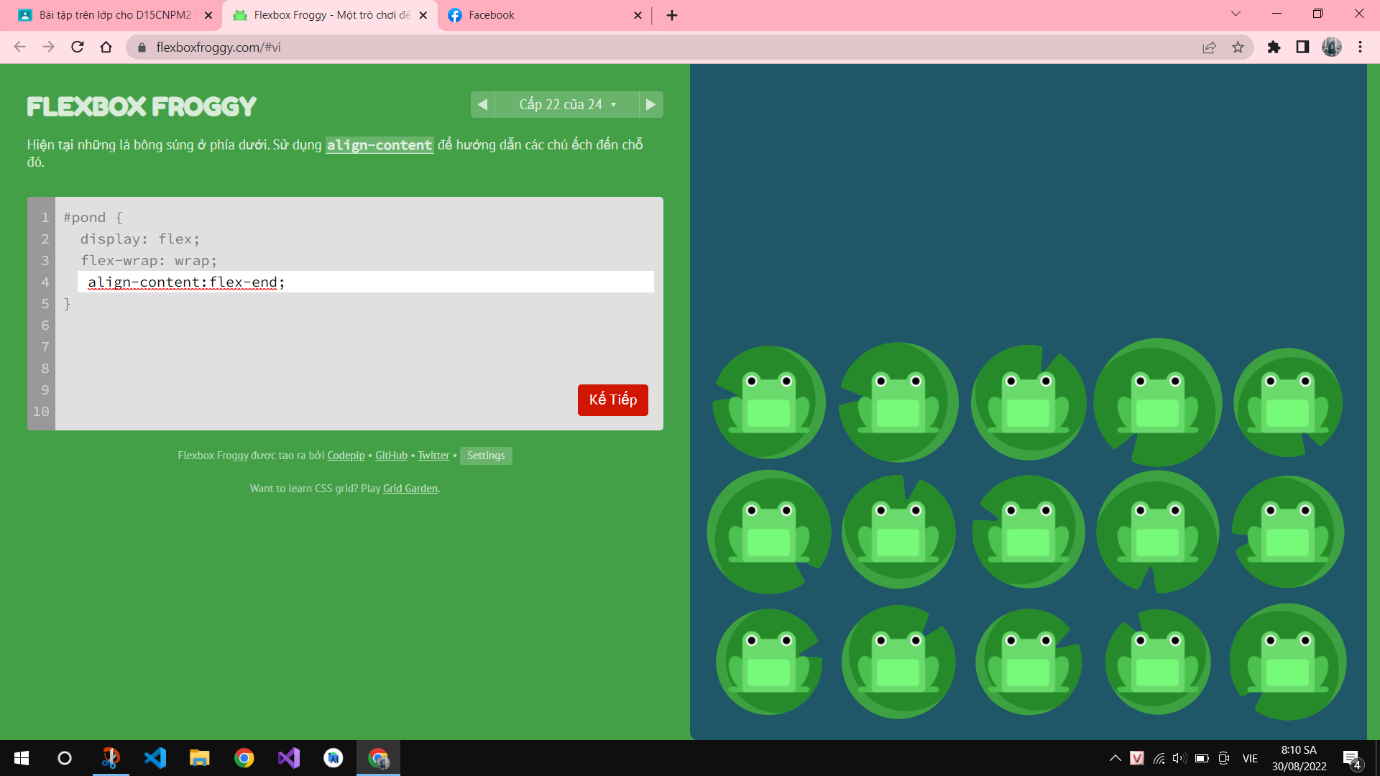 Bài tập trên lớp cho D15CNPM2
Flexbox Froggy - Một trò chơi để
Facebook
flexboxfroggy.com/#vi
FLEXBOX FROGGY
Cấp 22 của 24
Hiện tại những lá bông súng ở phía dưới. Sử dụng align-content để hướng dẫn các chú ếch đến chỗ
đó.
1 #pond {
2 display: flex;
3 flex-wrap: wrap;
4 align-content:flex-end;
5 }
6
7
8
9
10
Kế Tiếp
Flexbox Froggy được tạo ra bởi Codepip • GitHub • Twitter • Settings
Want to learn CSS grid? Play Grid Garden.
VIE
8:10 SA
30/08/2022
4